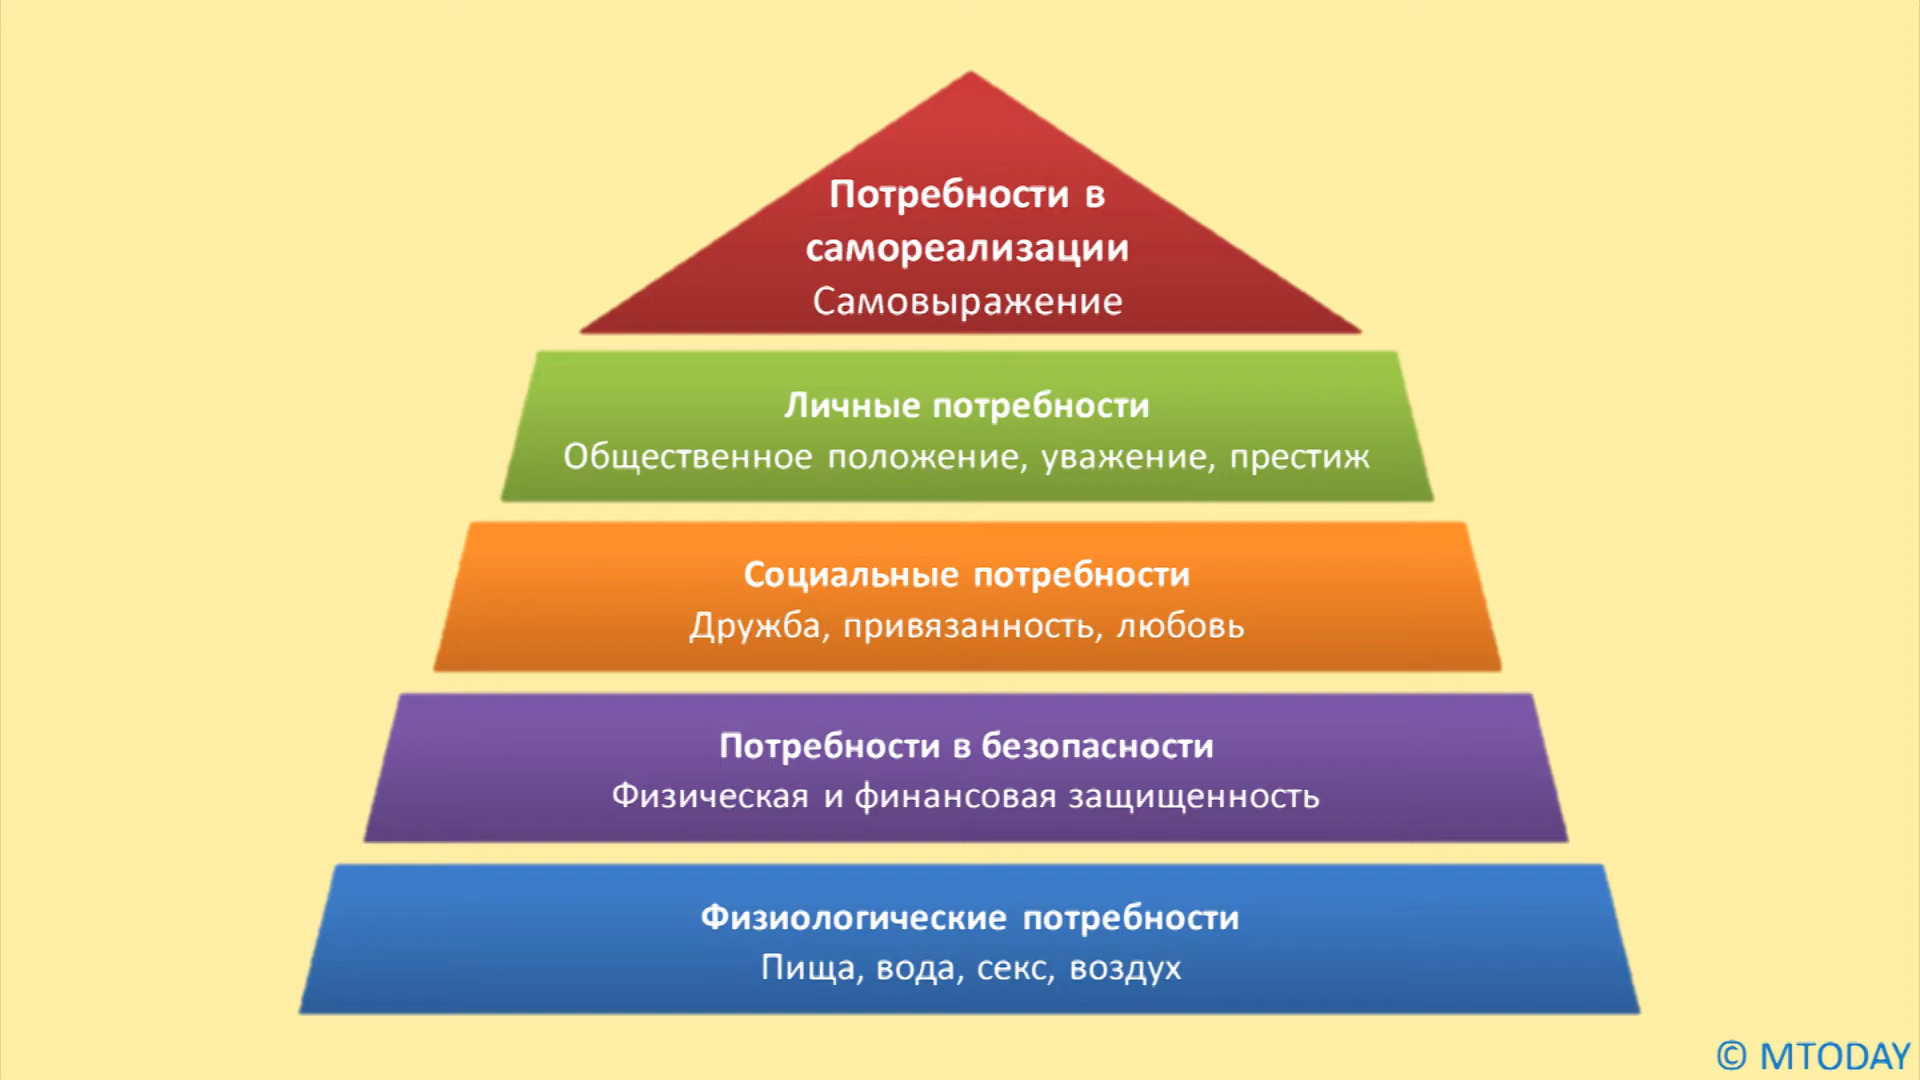 Потребности в
самореализации
Самовыражение
Личные потребности
Общественное положение, уважение, престиж
Социальные потребности
Дружба, привязанность, любовь
Потребности в безопасности
Физическая и финансовая защищенность
Физиологические потребности
Пища, вода, секс, воздух
© MTODAY